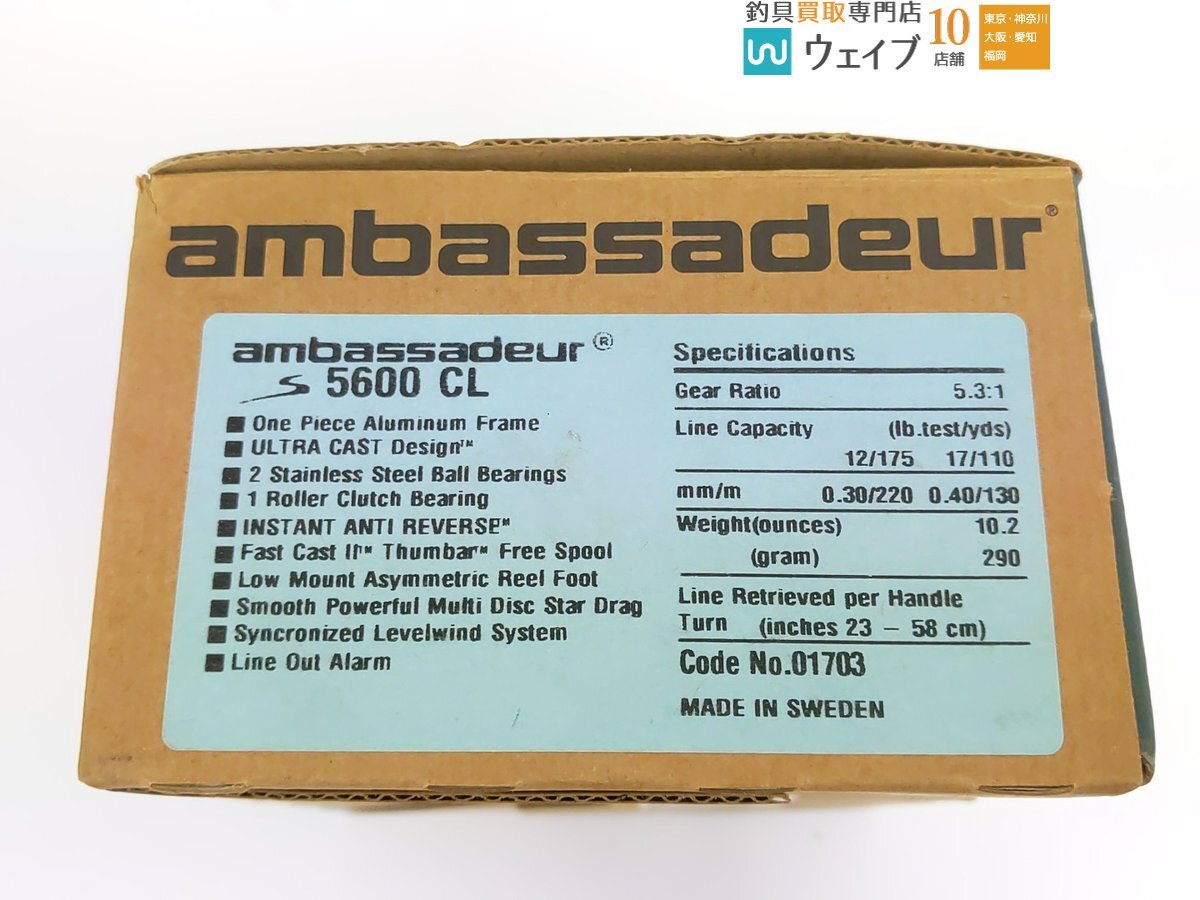 釣具買取専門店
ウェイブ
10
店舗
東京・神奈川
大阪・愛知
福岡
ambassadeur®
ambassadeur®
S 5600 CL
■ One Piece Aluminum Frame
■ ULTRA CAST Design™
■ 2 Stainless Steel Ball Bearings
■ 1 Roller Clutch Bearing
■ INSTANT ANTI REVERSE™
■ Fast Cast II™ Thumbar™ Free Spool
■ Low Mount Asymmetric Reel Foot
■ Smooth Powerful Multi Disc Star Drag
■ Syncronized Levelwind System
■ Line Out Alarm
Specifications
Gear Ratio 5.3:1
Line Capacity (lb.test/yds)
12/175 17/110
mm/m 0.30/220 0.40/130
Weight(ounces) 10.2
(gram) 290
Line Retrieved per Handle
Turn (inches 23 – 58 cm)
Code No.01703
MADE IN SWEDEN